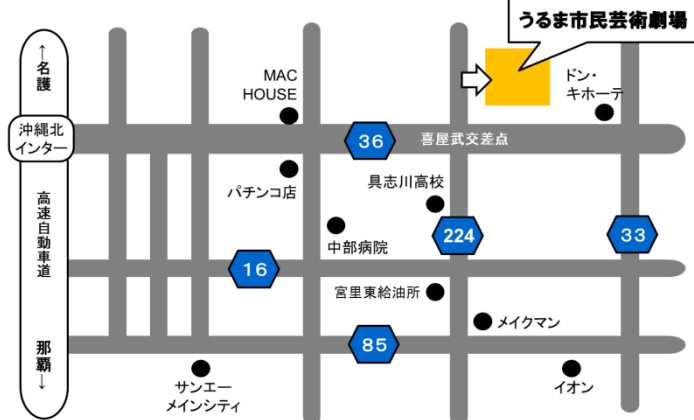 うるま市民芸術劇場
←名護
MAC
HOUSE
ドン・
キホーテ
沖縄北
インター
36
喜屋武交差点
パチンコ店
具志川高校
高速自動車道
中部病院
224
33
16
宮里東給油所
メイクマン
那覇→
85
サンエー
メインシティ
イオン